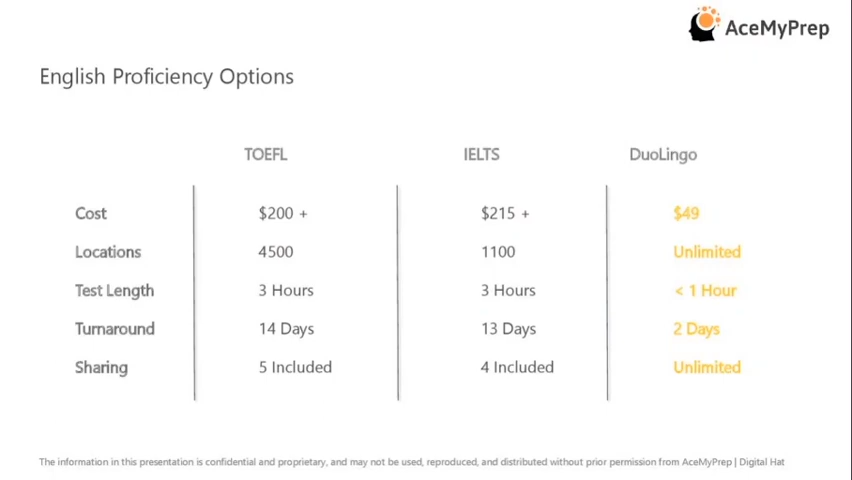 AceMyPrep
English Proficiency Options
TOEFL IELTS DuoLingo
Cost $200 + $215 + $49
Locations 4500 1100 Unlimited
Test Length 3 Hours 3 Hours < 1 Hour
Turnaround 14 Days 13 Days 2 Days
Sharing 5 Included 4 Included Unlimited
The information in this presentation is confidential and proprietary, and may not be used, reproduced, and distributed without prior permission from AceMyPrep | Digital Hat